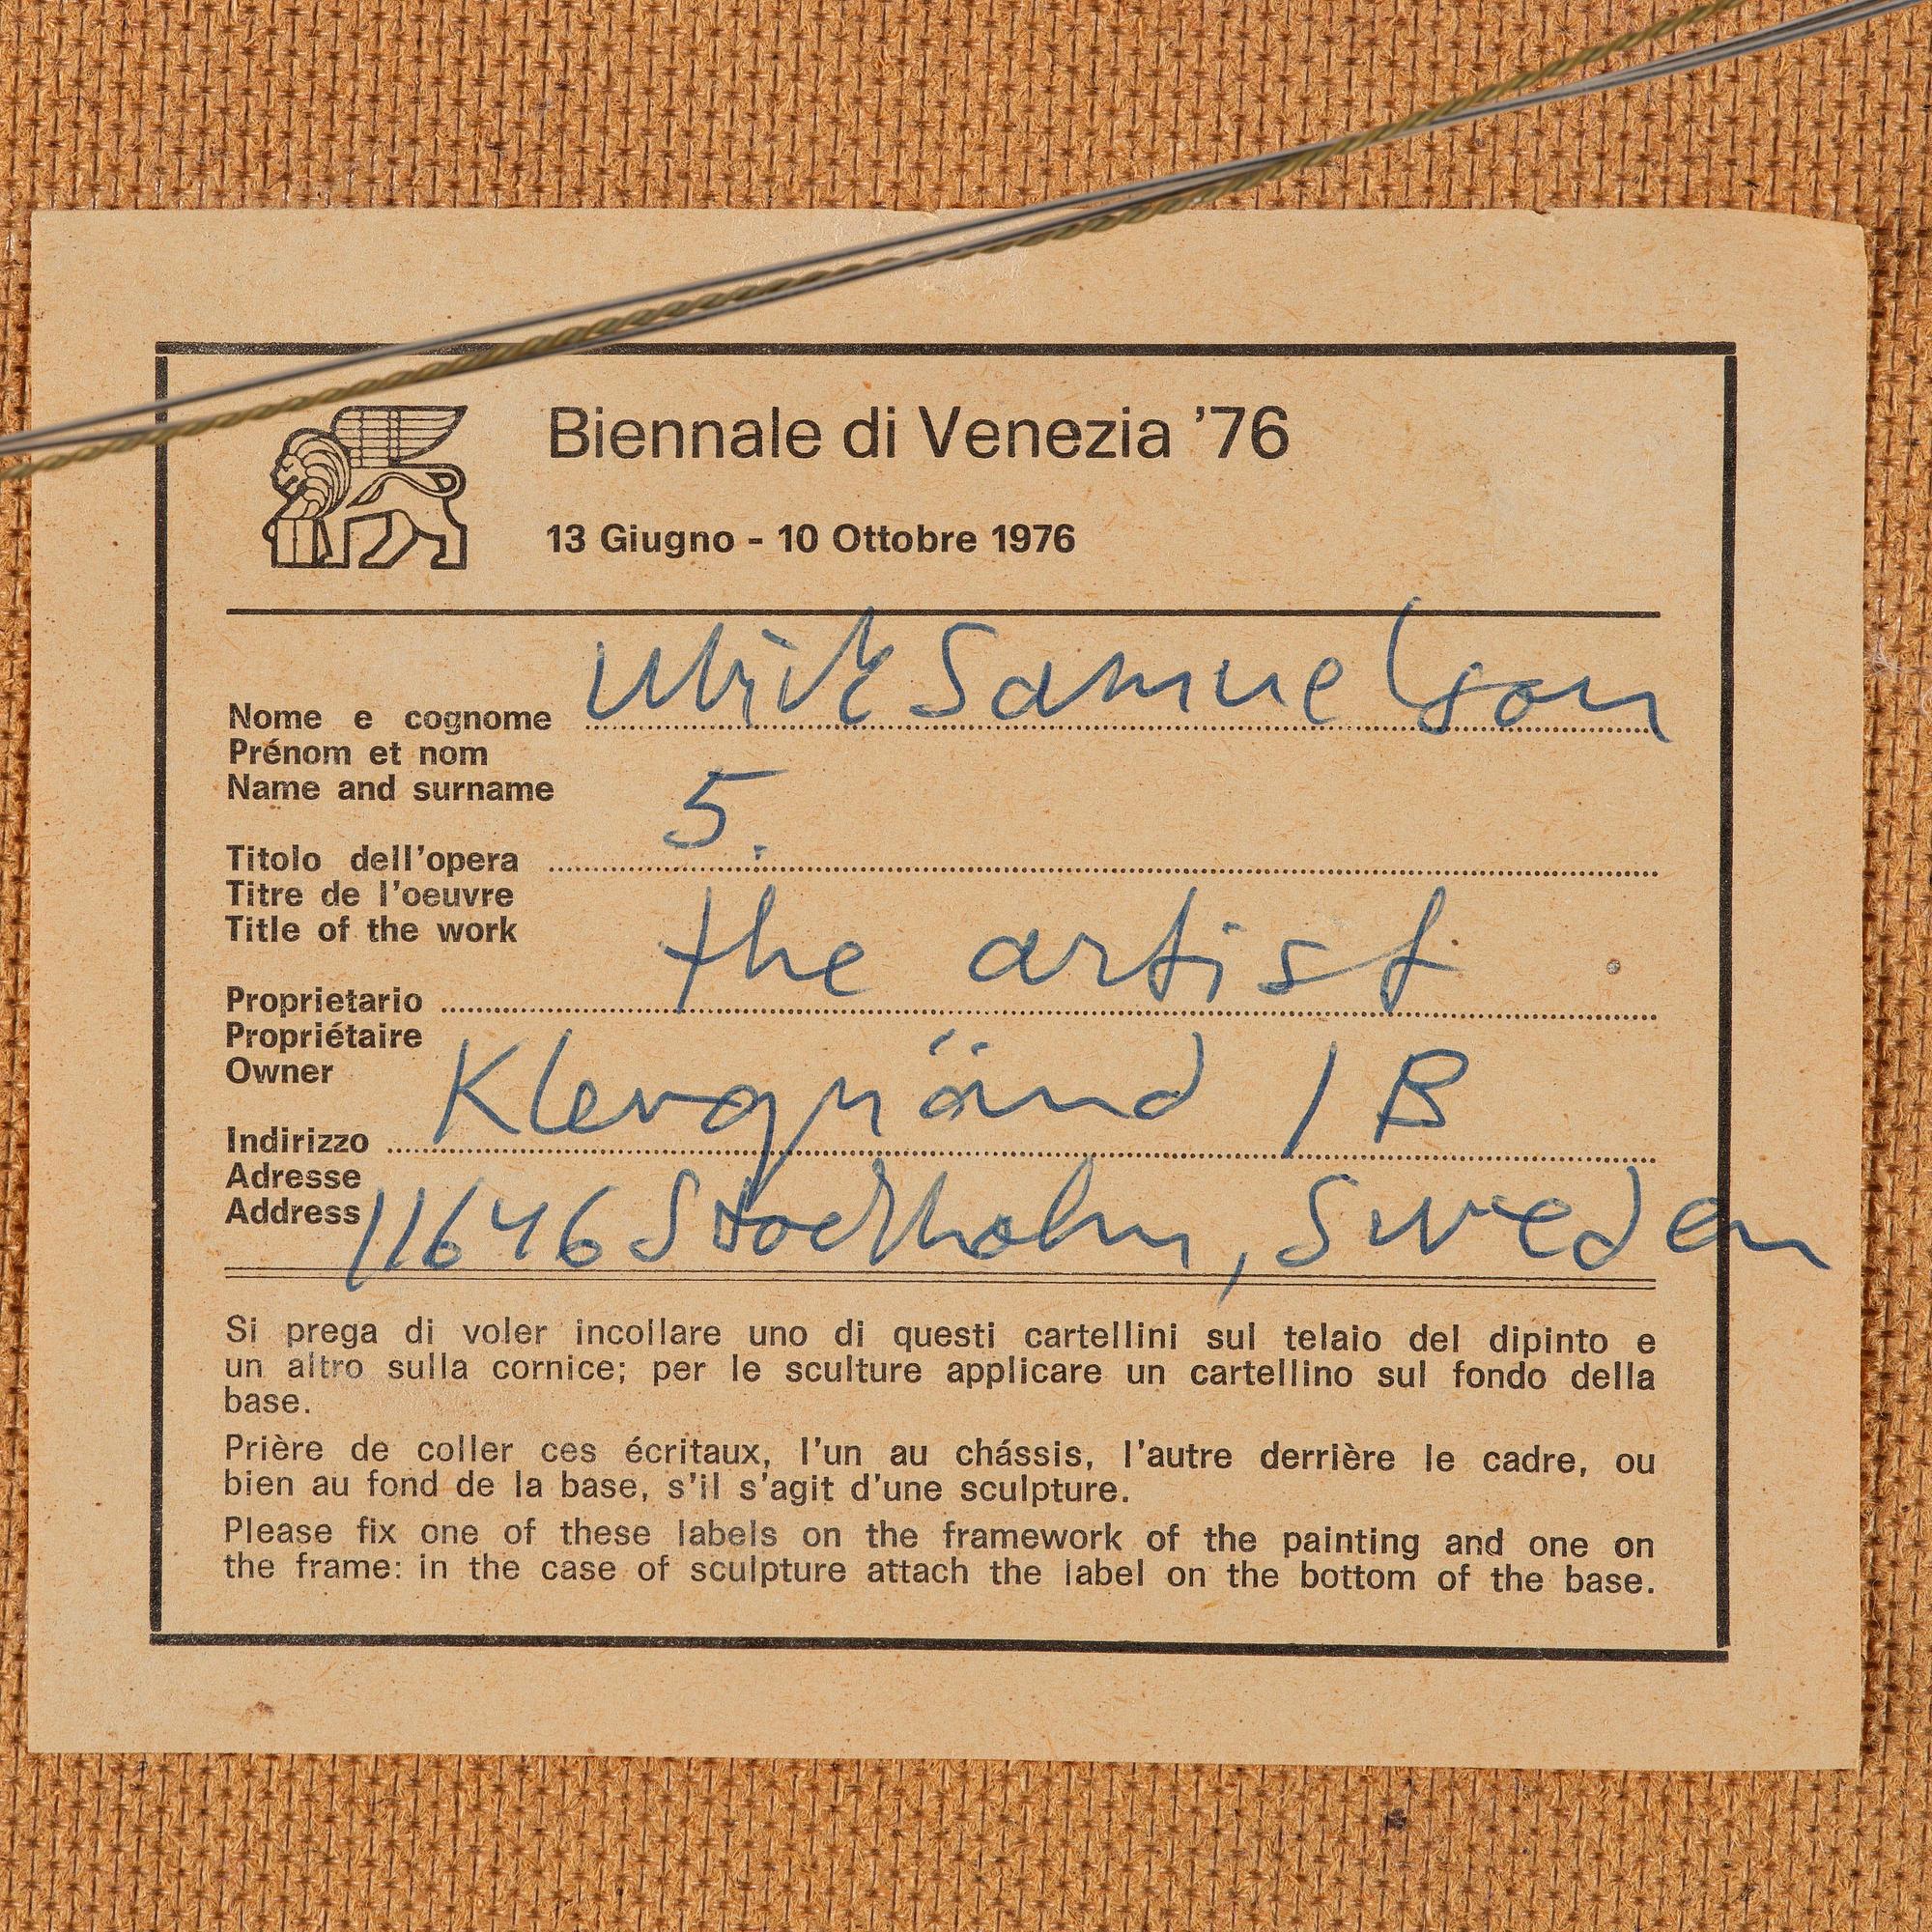 Biennale di Venezia ’76
13 Giugno - 10 Ottobre 1976
Nome e cognome Ulrik Samuelson
Prénom et nom
Name and surname
Titolo dell’opera 5.
Titre de l’oeuvre
Title of the work
Proprietario the artist
Propriétaire
Owner
Indirizzo Klevgränd 1B
Adresse
Address 11646 Stockholm, Sweden
Si prega di voler incollare uno di questi cartellini sul telaio del dipinto e
un altro sulla cornice; per le sculture applicare un cartellino sul fondo della
base.
Prière de coller ces écritaux, l’un au chássis, l’autre derrière le cadre, ou
bien au fond de la base, s’il s’agit d’une sculpture.
Please fix one of these labels on the framework of the painting and one on
the frame: in the case of sculpture attach the label on the bottom of the base.